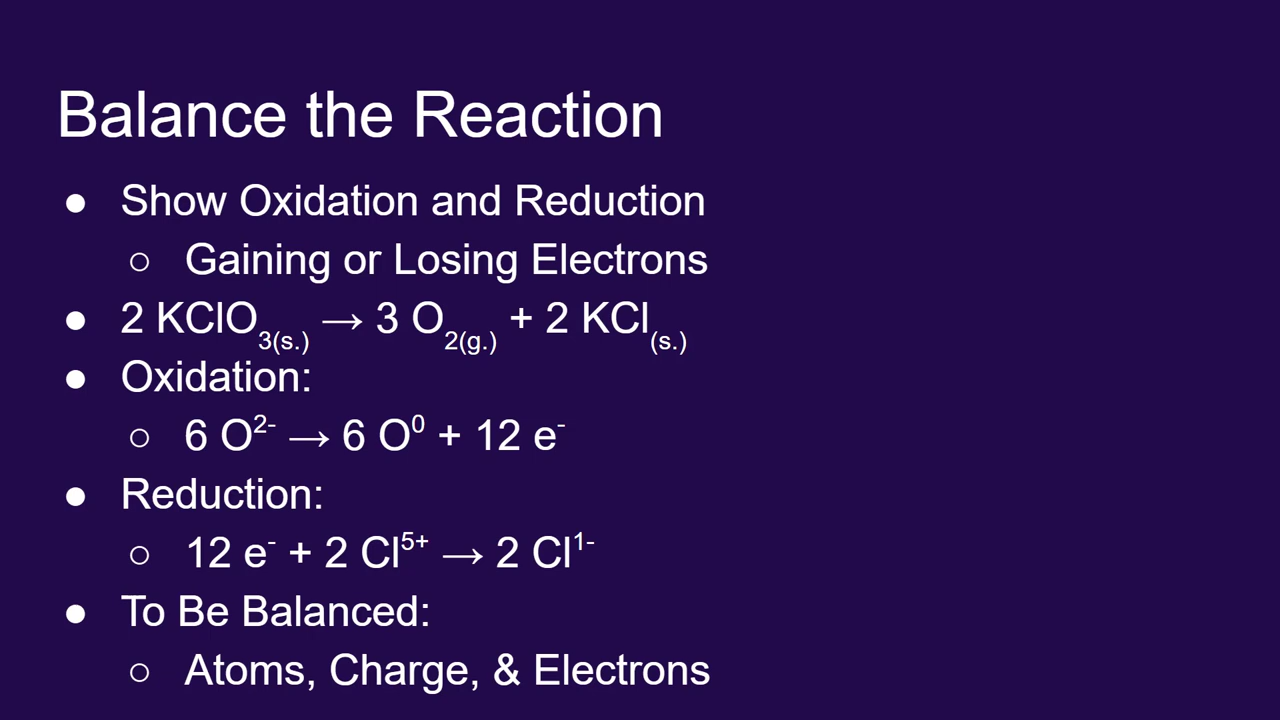 Balance the Reaction
● Show Oxidation and Reduction
○ Gaining or Losing Electrons
● 2 KClO₃₍ₛ.₎ → 3 O₂(g.) + 2 KCl₍ₛ.₎
● Oxidation:
○ 6 O²⁻ → 6 O⁰ + 12 e⁻
● Reduction:
○ 12 e⁻ + 2 Cl⁵⁺ → 2 Cl¹⁻
● To Be Balanced:
○ Atoms, Charge, & Electrons